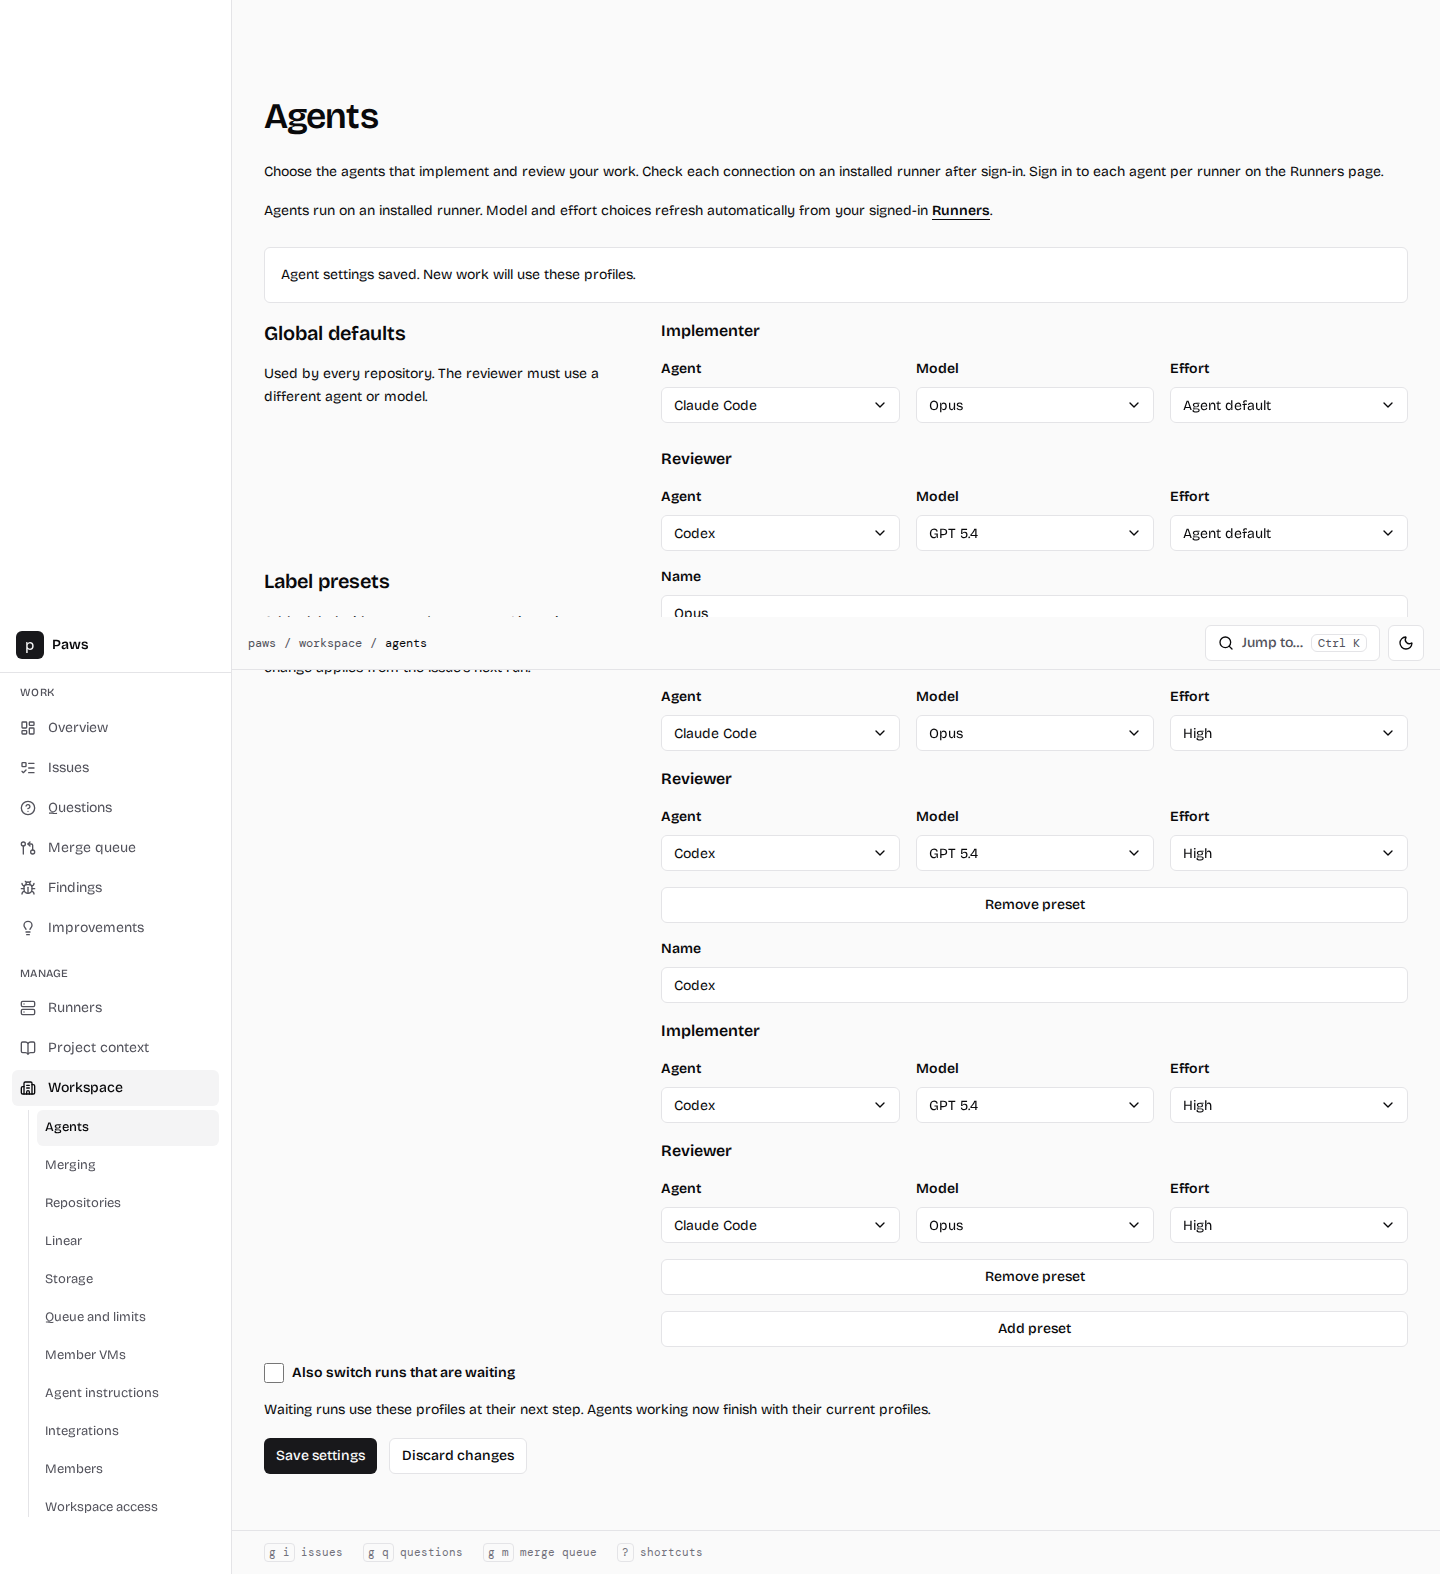 Agents
Choose the agents that implement and review your work. Check each connection on an installed runner after sign-in. Sign in to each agent per runner on the Runners page.
Agents run on an installed runner. Model and effort choices refresh automatically from your signed-in Runners.
Agent settings saved. New work will use these profiles.
Global defaults
Used by every repository. The reviewer must use a
different agent or model.
Implementer
Agent Model Effort
Claude Code Opus Agent default
Reviewer
Agent Model Effort
Codex GPT 5.4 Agent default
Label presets
Name
Opus
p Paws
paws / workspace / agents
Jump to... Ctrl K
change applies from the issue's next run.
WORK
Overview
Issues
Questions
Merge queue
Findings
Improvements
MANAGE
Runners
Project context
Workspace
Agents
Merging
Repositories
Linear
Storage
Queue and limits
Member VMs
Agent instructions
Integrations
Members
Workspace access
Agent Model Effort
Claude Code Opus High
Reviewer
Agent Model Effort
Codex GPT 5.4 High
Remove preset
Name
Codex
Implementer
Agent Model Effort
Codex GPT 5.4 High
Reviewer
Agent Model Effort
Claude Code Opus High
Remove preset
Add preset
Also switch runs that are waiting
Waiting runs use these profiles at their next step. Agents working now finish with their current profiles.
Save settings Discard changes
g i issues g q questions g m merge queue ? shortcuts